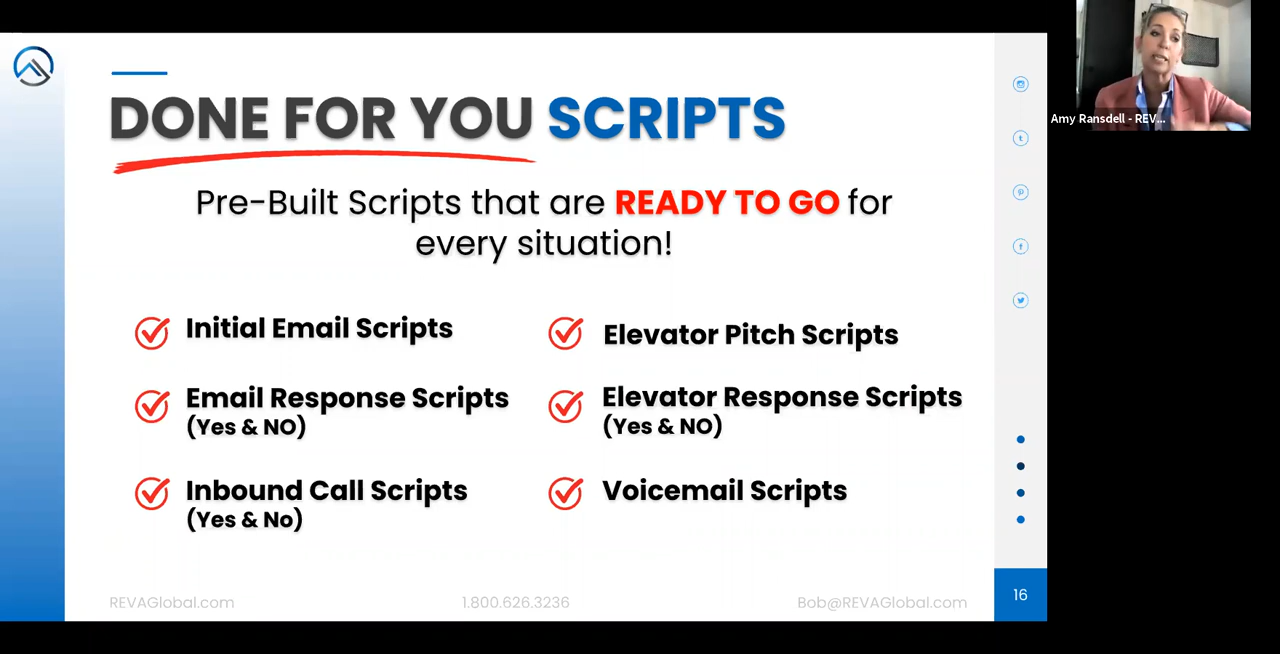 DONE FOR YOU SCRIPTS
Pre-Built Scripts that are READY TO GO for
every situation!
Initial Email Scripts
Email Response Scripts
(Yes & NO)
Inbound Call Scripts
(Yes & No)
Elevator Pitch Scripts
Elevator Response Scripts
(Yes & NO)
Voicemail Scripts
REVAGlobal.com
1.800.626.3236
Bob@REVAGlobal.com
16
Amy Ransdell - REV...